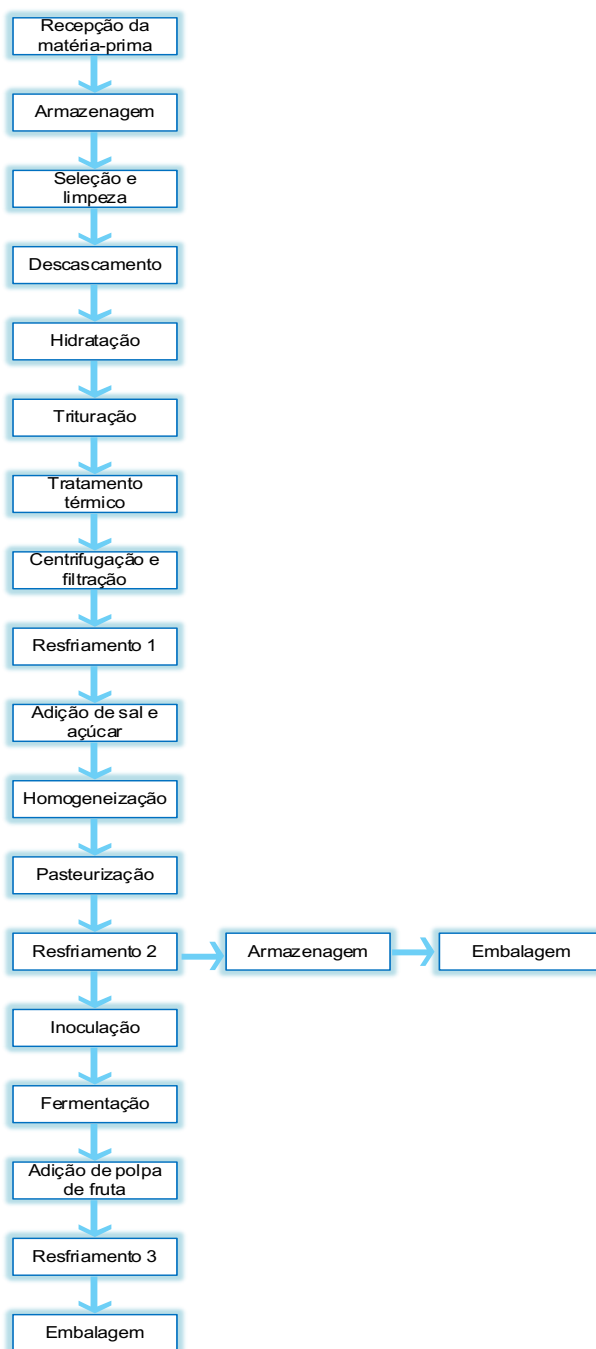 Recepção da
matéria-prima
Armazenagem
Seleção e
limpeza
Descascamento
Hidratação
Trituração
Tratamento
térmico
Centrifugação e
filtração
Resfriamento 1
Adição de sal e
açúcar
Homogeneização
Pasteurização
Resfriamento 2
Armazenagem
Embalagem
Inoculação
Fermentação
Adição de polpa
de fruta
Resfriamento 3
Embalagem